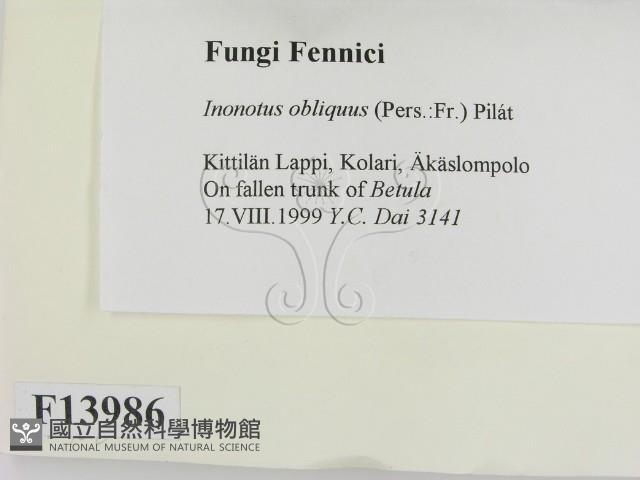 Fungi Fennici
Inonotus obliquus (Pers.:Fr.) Pilát
Kittilän Lappi, Kolari, Äkäslompolo
On fallen trunk of Betula
17.VIII.1999 Y.C. Dai 3141
F13986
國立自然科學博物館
NATIONAL MUSEUM OF NATURAL SCIENCE